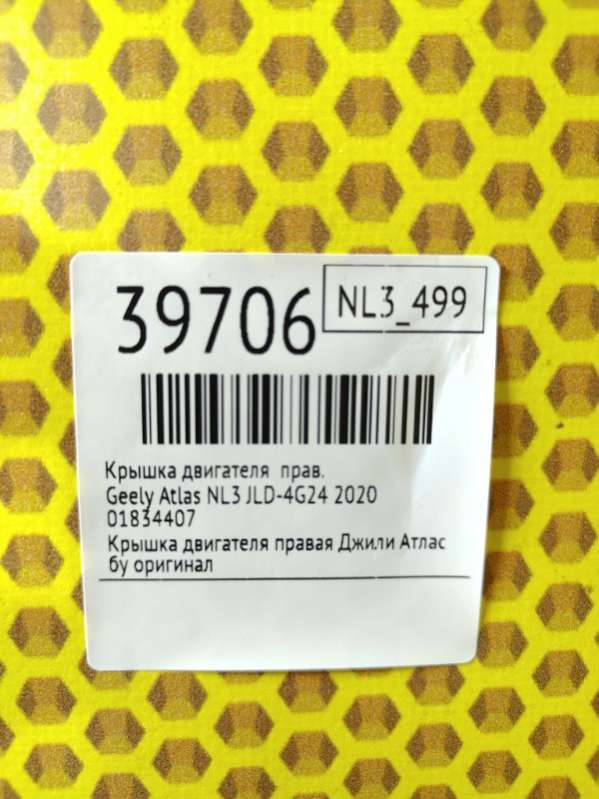 39706
NL3_499
Крышка двигателя прав.
Geely Atlas NL3 JLD-4G24 2020
01834407
Крышка двигателя правая Джили Атлас
бу оригинал